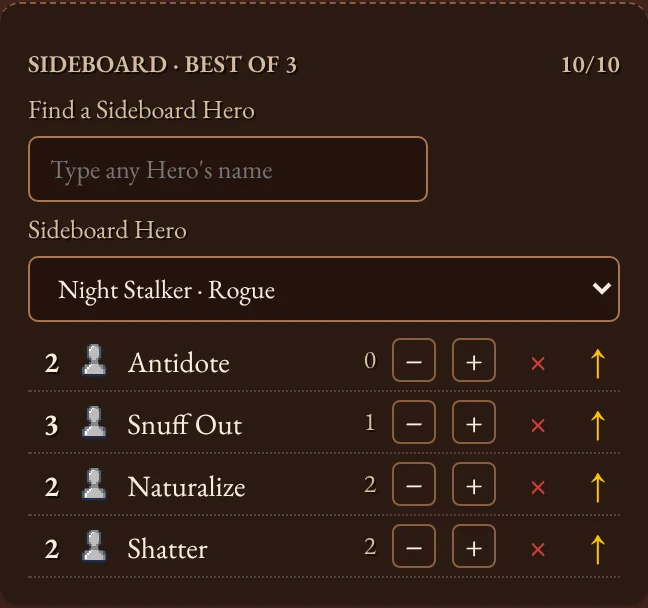 SIDEBOARD · BEST OF 3 10/10
Find a Sideboard Hero
Type any Hero's name
Sideboard Hero
Night Stalker · Rogue
2 Antidote 0 − + × ↑
3 Snuff Out 1 − + × ↑
2 Naturalize 2 − + × ↑
2 Shatter 2 − + × ↑